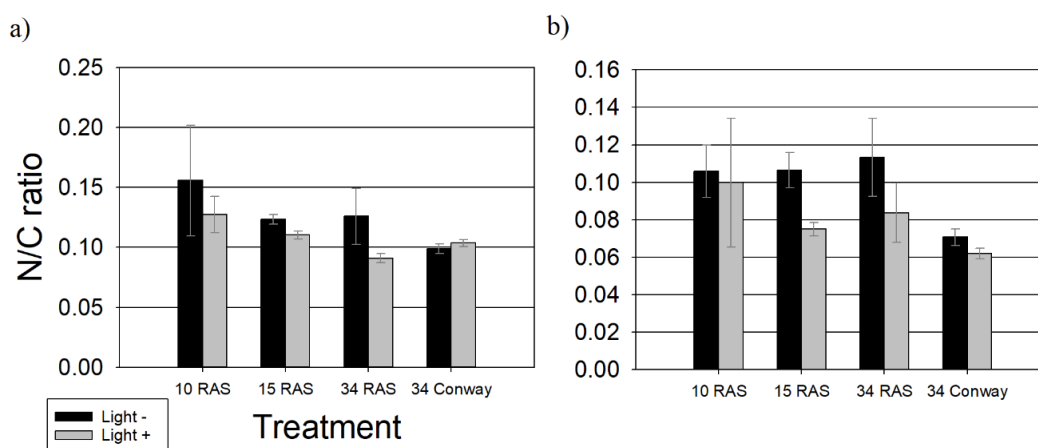 a)
N/C ratio
0.25
0.20
0.15
0.10
0.05
0.00
10 RAS 15 RAS 34 RAS 34 Conway
b)
0.16
0.14
0.12
0.10
0.08
0.06
0.04
0.02
0.00
10 RAS 15 RAS 34 RAS 34 Conway
Light -
Light +
Treatment